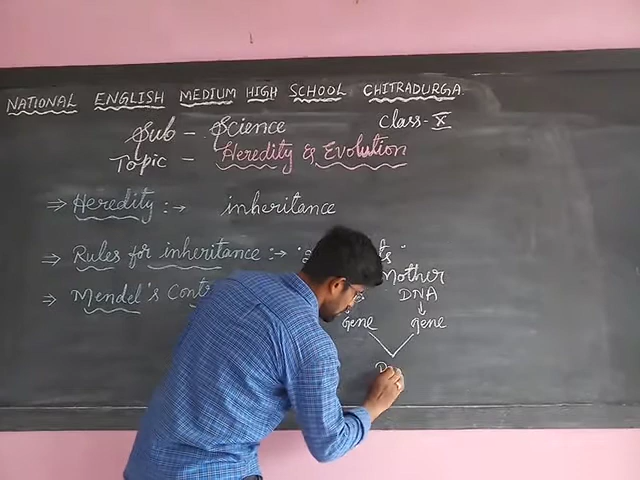 NATIONAL ENGLISH MEDIUM HIGH SCHOOL CHITRADURGA
Sub - Science Class - X
Topic - Heredity & Evolution
⇒ Heredity :→ inheritance
⇒ Rules for inheritance :→
Mother
⇒ Mendel's DNA
Gene Gene